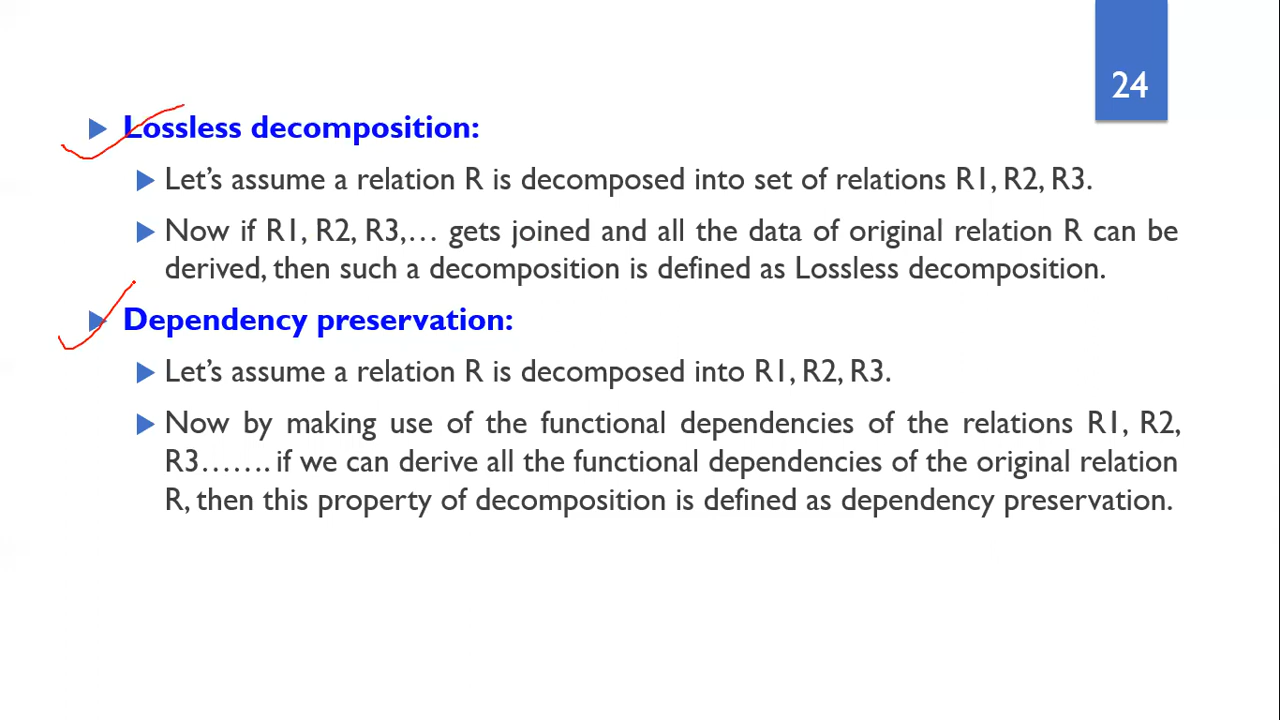 24
Lossless decomposition:
Let’s assume a relation R is decomposed into set of relations R1, R2, R3.
Now if R1, R2, R3,… gets joined and all the data of original relation R can be
derived, then such a decomposition is defined as Lossless decomposition.
Dependency preservation:
Let’s assume a relation R is decomposed into R1, R2, R3.
Now by making use of the functional dependencies of the relations R1, R2,
R3……. if we can derive all the functional dependencies of the original relation
R, then this property of decomposition is defined as dependency preservation.